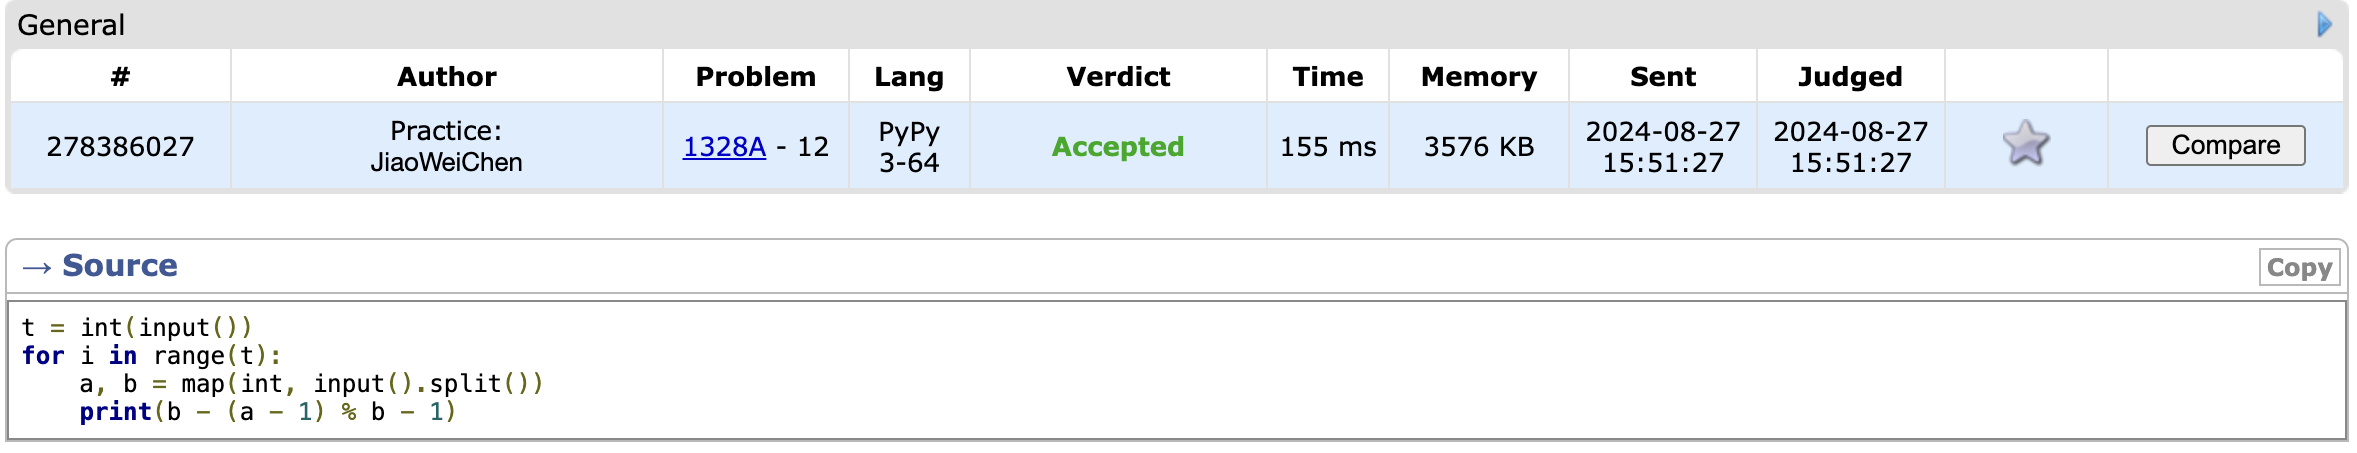 General
# Author Problem Lang Verdict Time Memory Sent Judged
278386027 Practice: JiaoWeiChen 1328A - 12 PyPy 3-64 Accepted 155 ms 3576 KB 2024-08-27 15:51:27 2024-08-27 15:51:27 Compare
→ Source Copy
t = int(input())
for i in range(t):
    a, b = map(int, input().split())
    print(b - (a - 1) % b - 1)